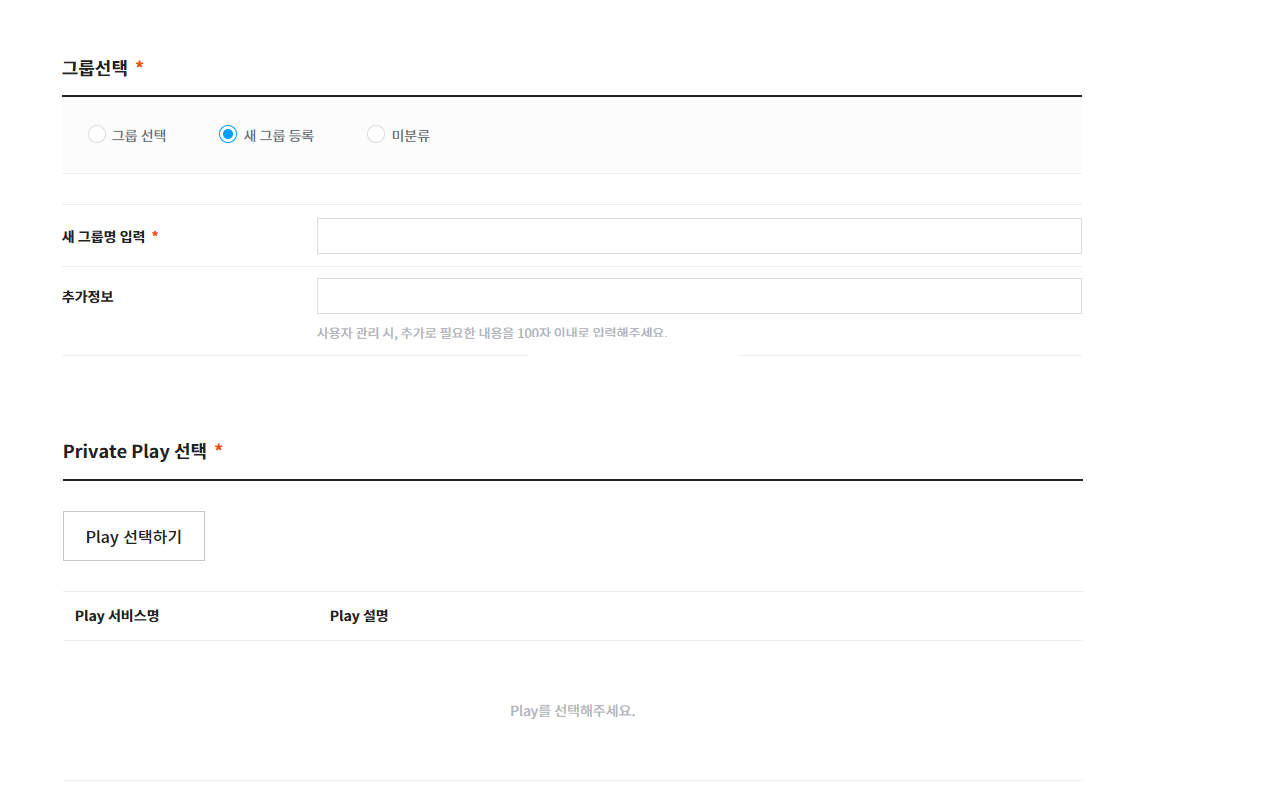 그룹선택 *
그룹 선택 새 그룹 등록 미분류
새 그룹명 입력 *
추가정보
사용자 관리 시, 추가로 필요한 내용을 100자 이내로 입력해주세요.
Private Play 선택 *
Play 선택하기
Play 서비스명 Play 설명
Play를 선택해주세요.